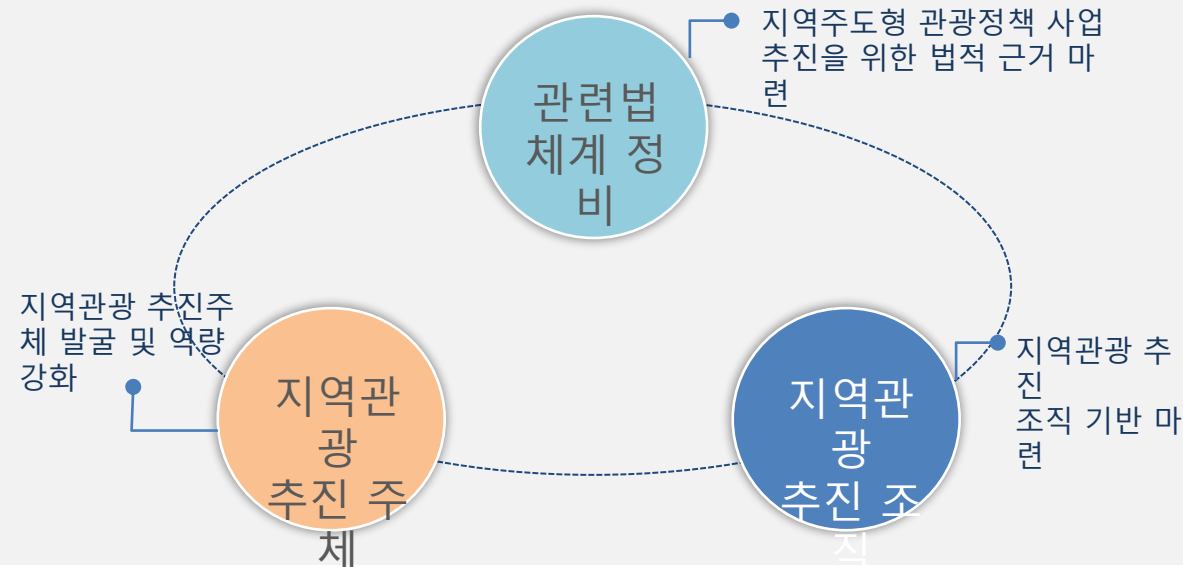 지역주도형 관광정책 사업
추진을 위한 법적 근거 마
련
관련법
체계 정
비
지역관광 추진주
체 발굴 및 역량
강화
지역관
광
추진 주
체
지역관
광
추진 조
직
지역관광 추
진
조직 기반 마
련